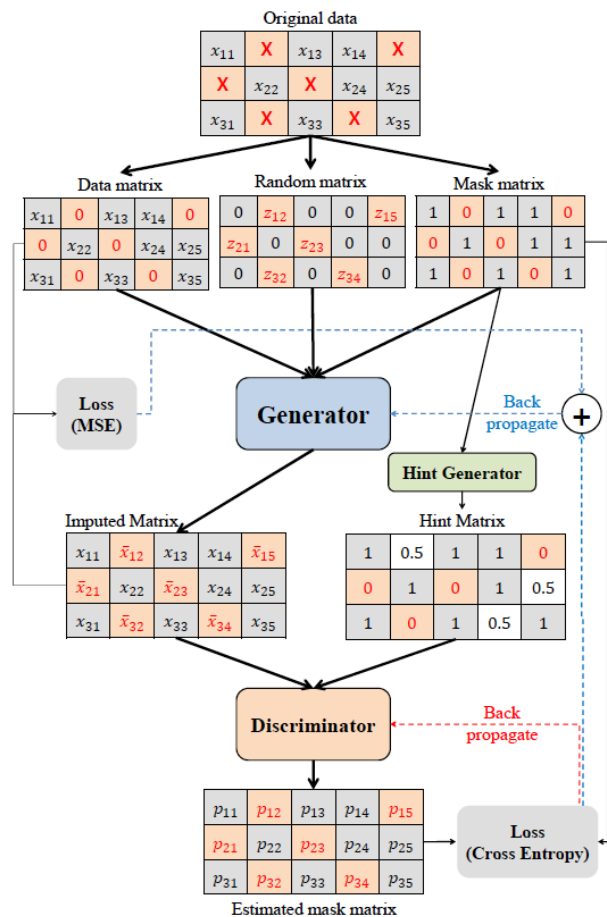 Original data
x₁₁ X x₁₃ x₁₄ X
X x₂₂ X x₂₄ x₂₅
x₃₁ X x₃₃ X x₃₅
Data matrix
x₁₁ 0 x₁₃ x₁₄ 0
0 x₂₂ 0 x₂₄ x₂₅
x₃₁ 0 x₃₃ 0 x₃₅
Random matrix
0 z₁₂ 0 0 z₁₅
z₂₁ 0 z₂₃ 0 0
0 z₃₂ 0 z₃₄ 0
Mask matrix
1 0 1 1 0
0 1 0 1 1
1 0 1 0 1
Loss
(MSE)
Generator
Back
propagate
+
Hint Generator
Imputed Matrix
x₁₁ x̄₁₂ x₁₃ x₁₄ x̄₁₅
x̄₂₁ x₂₂ x̄₂₃ x₂₄ x₂₅
x₃₁ x̄₃₂ x₃₃ x̄₃₄ x₃₅
Hint Matrix
1 0.5 1 1 0
0 1 0 1 0.5
1 0 1 0.5 1
Discriminator
Back
propagate
p₁₁ p₁₂ p₁₃ p₁₄ p₁₅
p₂₁ p₂₂ p₂₃ p₂₄ p₂₅
p₃₁ p₃₂ p₃₃ p₃₄ p₃₅
Estimated mask matrix
Loss
(Cross Entropy)